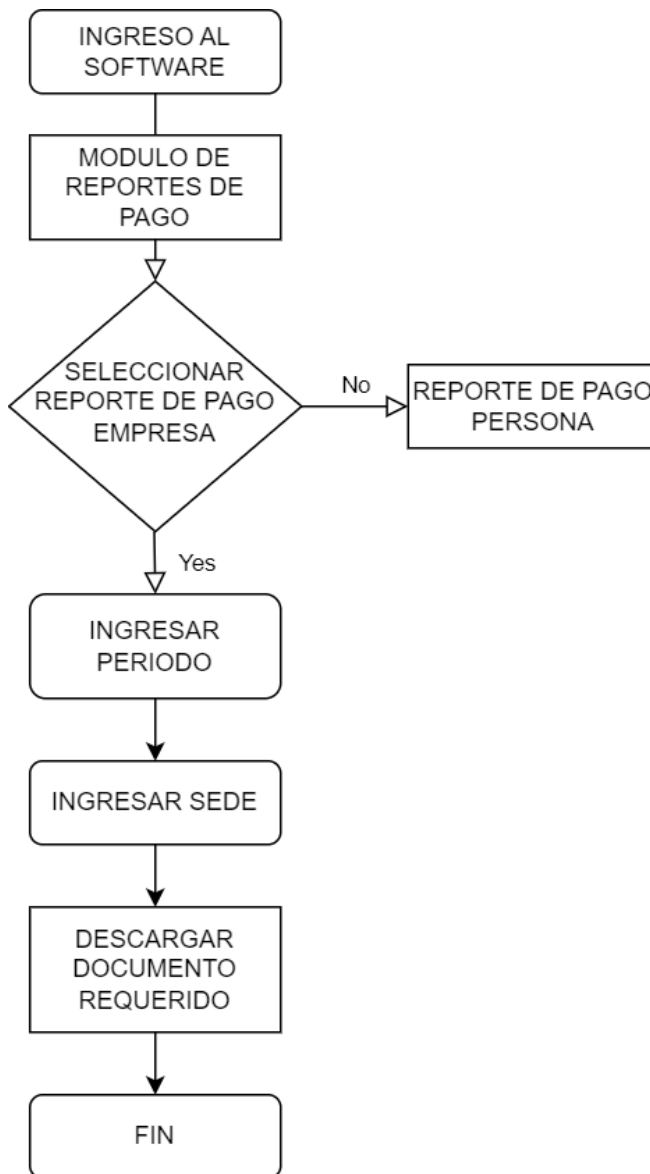 INGRESO AL
SOFTWARE
MODULO DE
REPORTES DE
PAGO
SELECCIONAR
REPORTE DE PAGO
EMPRESA
No
REPORTE DE PAGO
PERSONA
Yes
INGRESAR
PERIODO
INGRESAR SEDE
DESCARGAR
DOCUMENTO
REQUERIDO
FIN